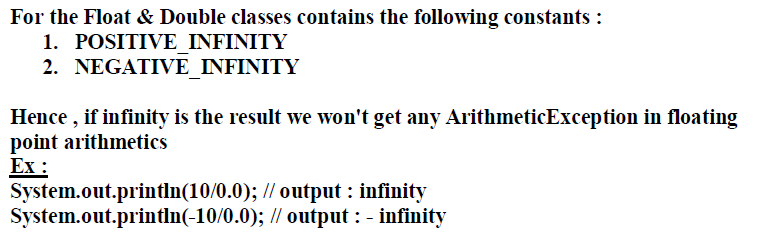 For the Float & Double classes contains the following constants :
1. POSITIVE_INFINITY
2. NEGATIVE_INFINITY
Hence , if infinity is the result we won't get any ArithmeticException in floating
point arithmetics
Ex :
System.out.println(10/0.0); // output : infinity
System.out.println(-10/0.0); // output : - infinity